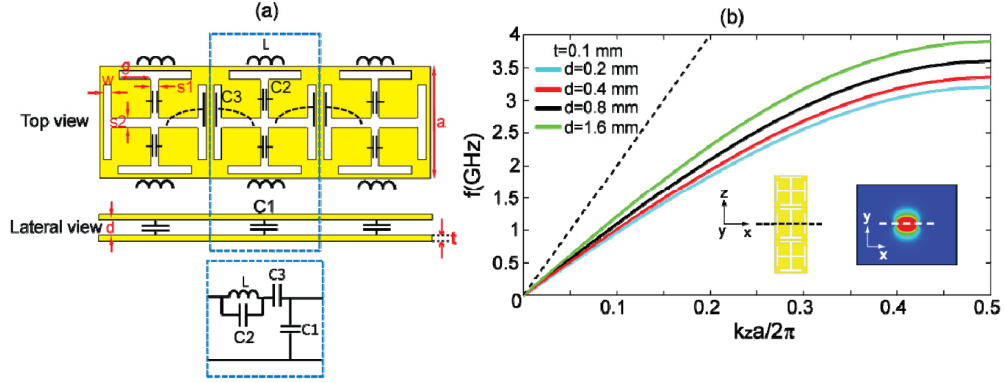 (a)
L
g
w
s1
C2
C3
s2
a
Top view
C1
Lateral view
d
t
L
C3
C2
C1
(b)
f(GHz)
4
3.5
3
2.5
2
1.5
1
0.5
0
t=0.1 mm
d=0.2 mm
d=0.4 mm
d=0.8 mm
d=1.6 mm
z
y
x
y
x
0.1
0.2
0.3
0.4
0.5
kza/2π